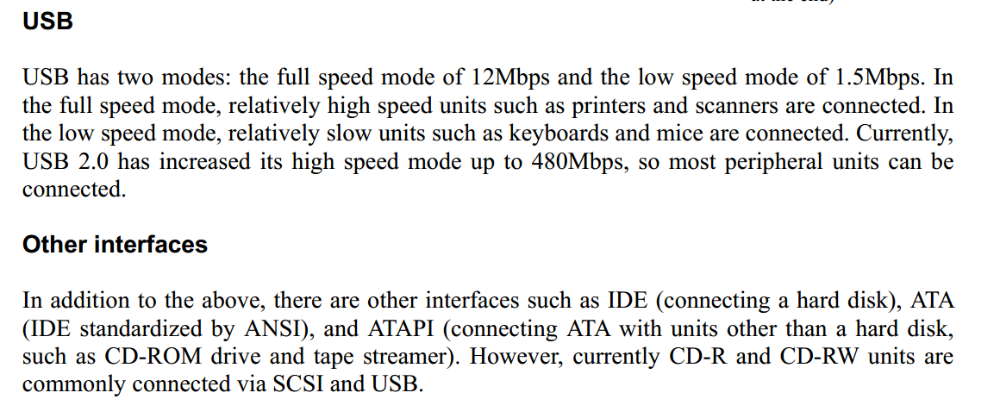 USB
USB has two modes: the full speed mode of 12Mbps and the low speed mode of 1.5Mbps. In
the full speed mode, relatively high speed units such as printers and scanners are connected. In
the low speed mode, relatively slow units such as keyboards and mice are connected. Currently,
USB 2.0 has increased its high speed mode up to 480Mbps, so most peripheral units can be
connected.
Other interfaces
In addition to the above, there are other interfaces such as IDE (connecting a hard disk), ATA
(IDE standardized by ANSI), and ATAPI (connecting ATA with units other than a hard disk,
such as CD-ROM drive and tape streamer). However, currently CD-R and CD-RW units are
commonly connected via SCSI and USB.